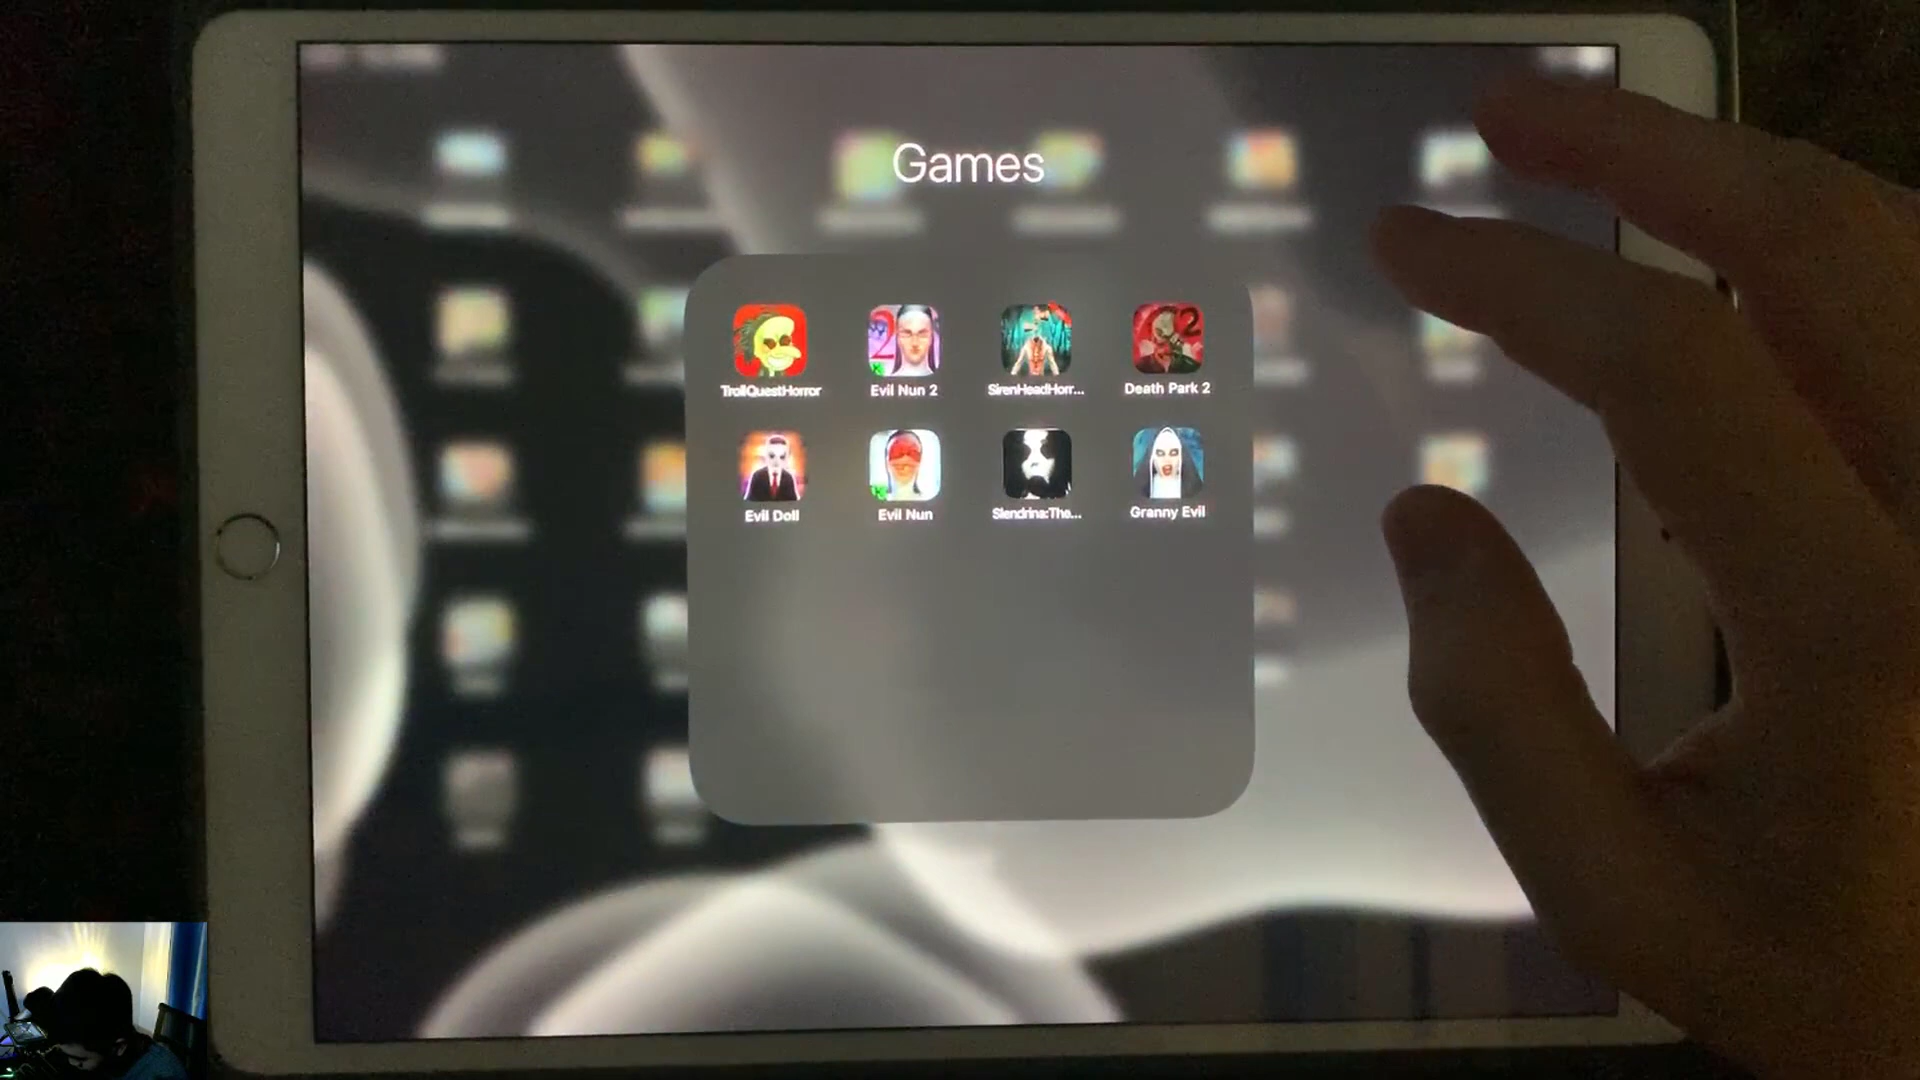 Games
TrollQuestHorror
Evil Nun 2
SirenHeadHorr...
Death Park 2
Evil Doll
Evil Nun
Slendrina:The...
Granny Evil